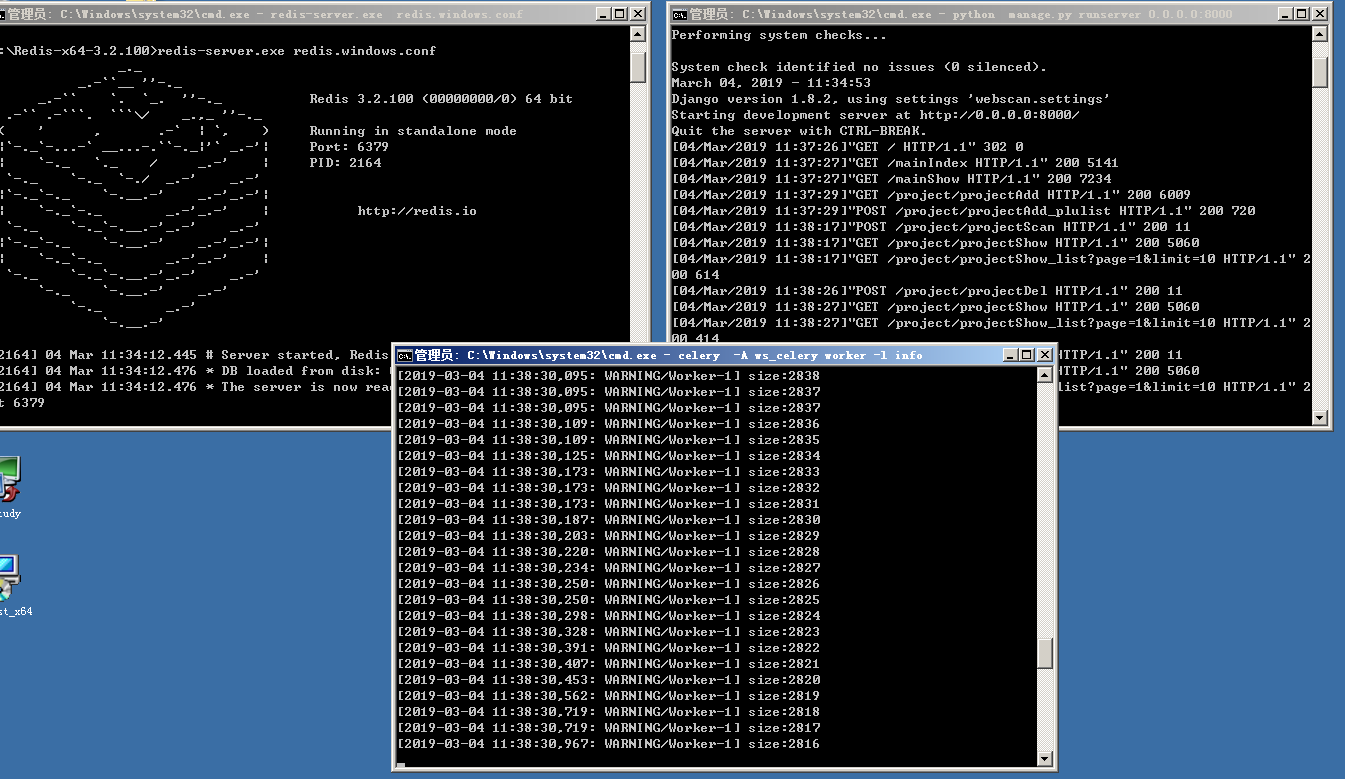 管理员: C:\Windows\system32\cmd.exe - redis-server.exe  redis.windows.conf
:\Redis-x64-3.2.100>redis-server.exe redis.windows.conf
Redis 3.2.100 (00000000/0) 64 bit
Running in standalone mode
Port: 6379
PID: 2164
http://redis.io
2164] 04 Mar 11:34:12.445 # Server started, Redis
2164] 04 Mar 11:34:12.476 * DB loaded from disk:
2164] 04 Mar 11:34:12.476 * The server is now rea
t 6379
管理员: C:\Windows\system32\cmd.exe - python  manage.py runserver 0.0.0.0:8000
Performing system checks...
System check identified no issues (0 silenced).
March 04, 2019 - 11:34:53
Django version 1.8.2, using settings 'webscan.settings'
Starting development server at http://0.0.0.0:8000/
Quit the server with CTRL-BREAK.
[04/Mar/2019 11:37:26]"GET / HTTP/1.1" 302 0
[04/Mar/2019 11:37:27]"GET /mainIndex HTTP/1.1" 200 5141
[04/Mar/2019 11:37:27]"GET /mainShow HTTP/1.1" 200 7234
[04/Mar/2019 11:37:29]"GET /project/projectAdd HTTP/1.1" 200 6009
[04/Mar/2019 11:37:29]"POST /project/projectAdd_plulist HTTP/1.1" 200 720
[04/Mar/2019 11:38:17]"POST /project/projectScan HTTP/1.1" 200 11
[04/Mar/2019 11:38:17]"GET /project/projectShow HTTP/1.1" 200 5060
[04/Mar/2019 11:38:17]"GET /project/projectShow_list?page=1&limit=10 HTTP/1.1" 2
00 614
[04/Mar/2019 11:38:26]"POST /project/projectDel HTTP/1.1" 200 11
[04/Mar/2019 11:38:27]"GET /project/projectShow HTTP/1.1" 200 5060
[04/Mar/2019 11:38:27]"GET /project/projectShow_list?page=1&limit=10 HTTP/1.1" 2
00 414
HTTP/1.1" 200 11
HTTP/1.1" 200 5060
list?page=1&limit=10 HTTP/1.1" 2
管理员: C:\Windows\system32\cmd.exe - celery  -A ws_celery worker -l info
[2019-03-04 11:38:30,095: WARNING/Worker-1] size:2838
[2019-03-04 11:38:30,095: WARNING/Worker-1] size:2837
[2019-03-04 11:38:30,095: WARNING/Worker-1] size:2837
[2019-03-04 11:38:30,109: WARNING/Worker-1] size:2836
[2019-03-04 11:38:30,109: WARNING/Worker-1] size:2835
[2019-03-04 11:38:30,125: WARNING/Worker-1] size:2834
[2019-03-04 11:38:30,173: WARNING/Worker-1] size:2833
[2019-03-04 11:38:30,173: WARNING/Worker-1] size:2832
[2019-03-04 11:38:30,173: WARNING/Worker-1] size:2831
[2019-03-04 11:38:30,187: WARNING/Worker-1] size:2830
[2019-03-04 11:38:30,203: WARNING/Worker-1] size:2829
[2019-03-04 11:38:30,220: WARNING/Worker-1] size:2828
[2019-03-04 11:38:30,234: WARNING/Worker-1] size:2827
[2019-03-04 11:38:30,250: WARNING/Worker-1] size:2826
[2019-03-04 11:38:30,250: WARNING/Worker-1] size:2825
[2019-03-04 11:38:30,298: WARNING/Worker-1] size:2824
[2019-03-04 11:38:30,328: WARNING/Worker-1] size:2823
[2019-03-04 11:38:30,391: WARNING/Worker-1] size:2822
[2019-03-04 11:38:30,407: WARNING/Worker-1] size:2821
[2019-03-04 11:38:30,453: WARNING/Worker-1] size:2820
[2019-03-04 11:38:30,562: WARNING/Worker-1] size:2819
[2019-03-04 11:38:30,719: WARNING/Worker-1] size:2818
[2019-03-04 11:38:30,719: WARNING/Worker-1] size:2817
[2019-03-04 11:38:30,967: WARNING/Worker-1] size:2816
tudy
st_x64